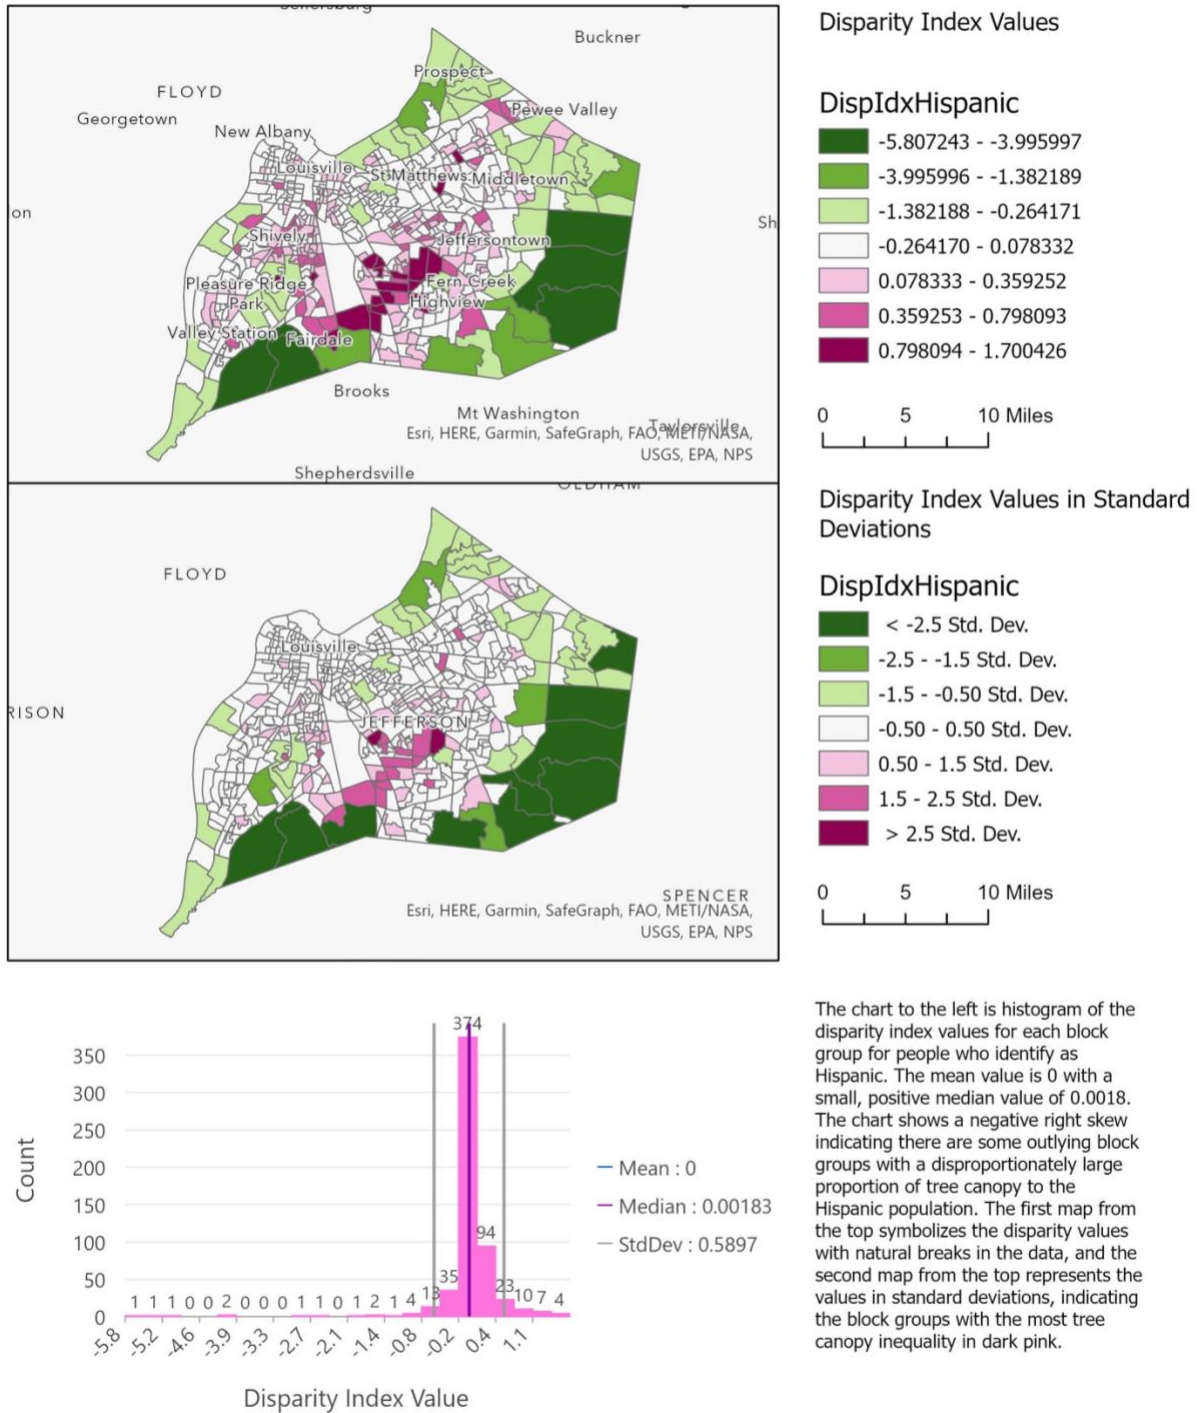 Buckner
Prospect
FLOYD
Pewee Valley
Georgetown
New Albany
Louisville
St Matthews
Middletown
on
Sh
Shively
Jeffersontown
Pleasure Ridge
Park
Fern Creek
Highview
Valley Station
Fairdale
Brooks
Mt Washington
Taylorsville
Esri, HERE, Garmin, SafeGraph, FAO, METI/NASA,
USGS, EPA, NPS
Shepherdsville
Disparity Index Values
DispIdxHispanic
-5.807243 - -3.995997
-3.995996 - -1.382189
-1.382188 - -0.264171
-0.264170 - 0.078332
0.078333 - 0.359252
0.359253 - 0.798093
0.798094 - 1.700426
0 5 10 Miles
OLDHAM
FLOYD
Louisville
RISON
JEFFERSON
SPENCER
Esri, HERE, Garmin, SafeGraph, FAO, METI/NASA,
USGS, EPA, NPS
Disparity Index Values in Standard
Deviations
DispIdxHispanic
< -2.5 Std. Dev.
-2.5 - -1.5 Std. Dev.
-1.5 - -0.50 Std. Dev.
-0.50 - 0.50 Std. Dev.
0.50 - 1.5 Std. Dev.
1.5 - 2.5 Std. Dev.
> 2.5 Std. Dev.
0 5 10 Miles
Count
350
300
250
200
150
100
50
0
1 1 1 0 0 2 0 0 0 1 1 0 1 2 1 4 13 35 374 94 23 10 7 4
-5.8 -5.2 -4.6 -3.9 -3.3 -2.7 -2.1 -1.4 -0.8 -0.2 0.4 1.1
Disparity Index Value
Mean : 0
Median : 0.00183
StdDev : 0.5897
The chart to the left is histogram of the
disparity index values for each block
group for people who identify as
Hispanic. The mean value is 0 with a
small, positive median value of 0.0018.
The chart shows a negative right skew
indicating there are some outlying block
groups with a disproportionately large
proportion of tree canopy to the
Hispanic population. The first map from
the top symbolizes the disparity values
with natural breaks in the data, and the
second map from the top represents the
values in standard deviations, indicating
the block groups with the most tree
canopy inequality in dark pink.